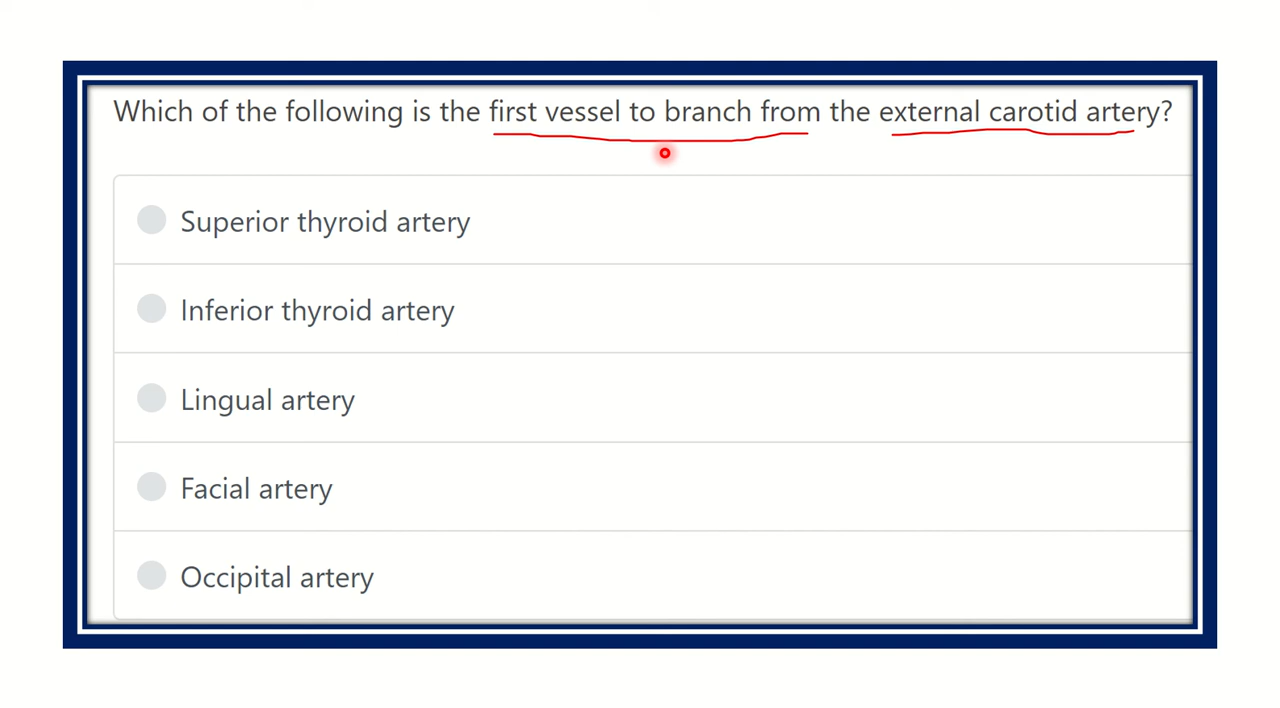 Which of the following is the first vessel to branch from the external carotid artery?
Superior thyroid artery
Inferior thyroid artery
Lingual artery
Facial artery
Occipital artery